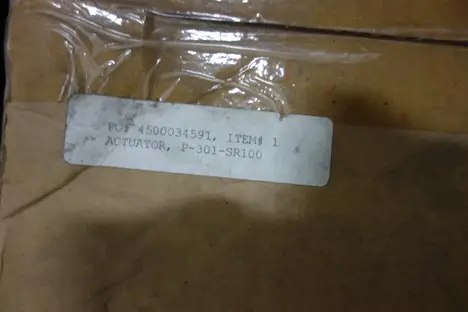 PO# 4500034591, ITEM# 1
ACTUATOR, P-301-SR100